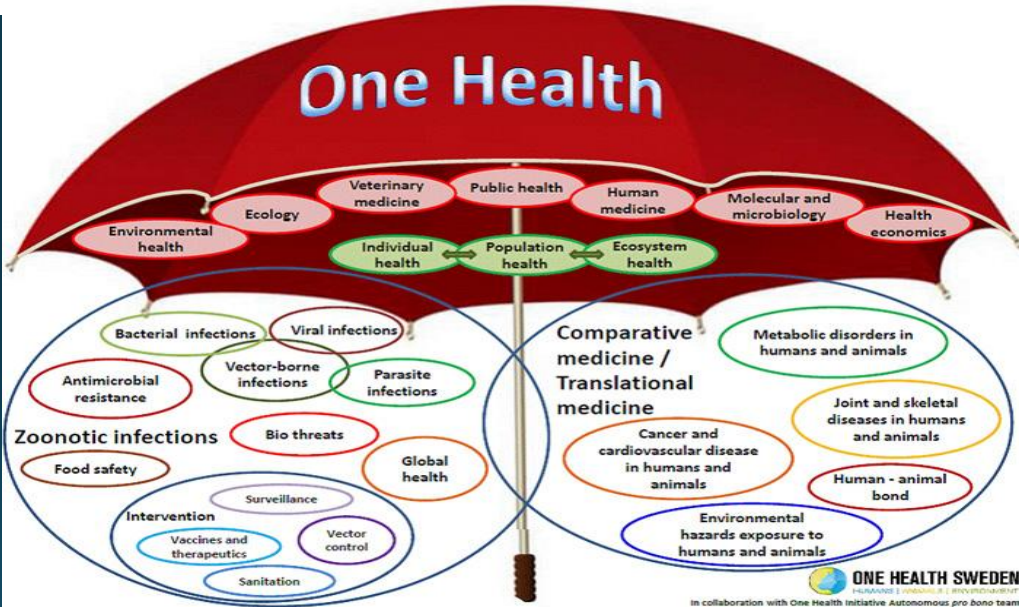 One Health
Environmental
health
Ecology
Veterinary
medicine
Public health
Human
medicine
Molecular and
microbiology
Health
economics
Individual
health
Population
health
Ecosystem
health
Bacterial infections
Viral infections
Vector-borne
infections
Parasite
infections
Antimicrobial
resistance
Zoonotic infections
Bio threats
Food safety
Global
health
Intervention
Surveillance
Vaccines and
therapeutics
Vector
control
Sanitation
Comparative
medicine /
Translational
medicine
Metabolic disorders in
humans and animals
Joint and skeletal
diseases in humans
and animals
Cancer and
cardiovascular disease
in humans and
animals
Human - animal
bond
Environmental
hazards exposure to
humans and animals
ONE HEALTH SWEDEN
HUMANS | ANIMALS | ENVIRONMENT
In collaboration with One Health Initiative Autonomous pro bono team